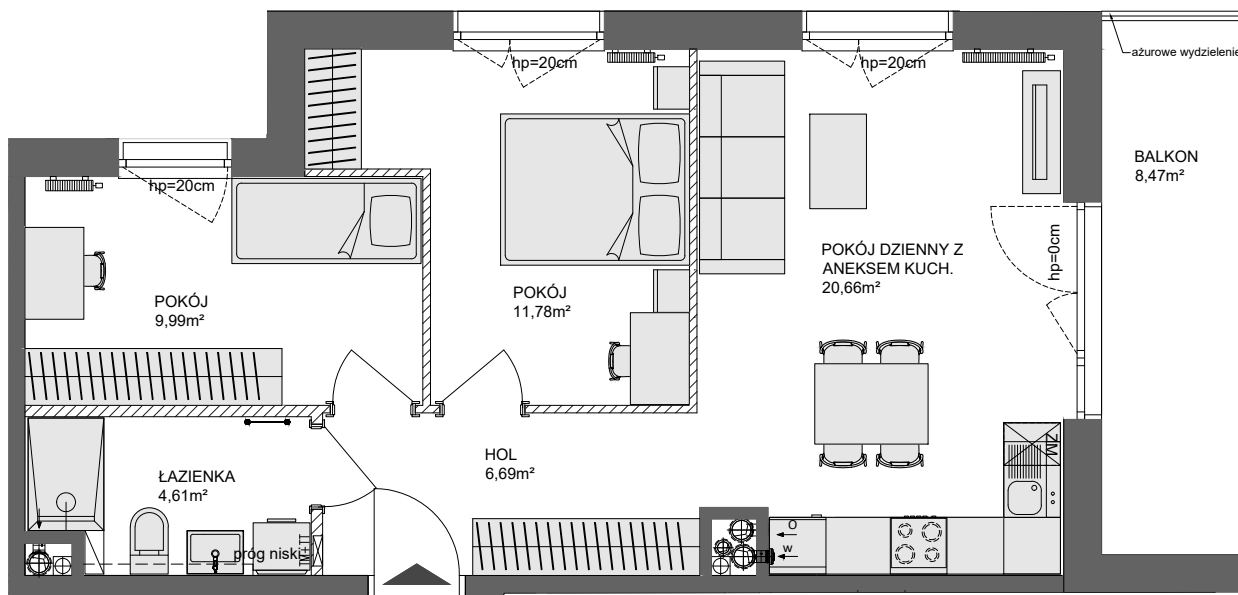 ażurowe wydzielenie
hp=20cm
hp=20cm
BALKON
8,47m²
hp=20cm
hp=0cm
POKÓJ DZIENNY Z
ANEKSEM KUCH.
20,66m²
POKÓJ
9,99m²
POKÓJ
11,78m²
ZM
HOL
6,69m²
ŁAZIENKA
4,61m²
O
w
próg niski